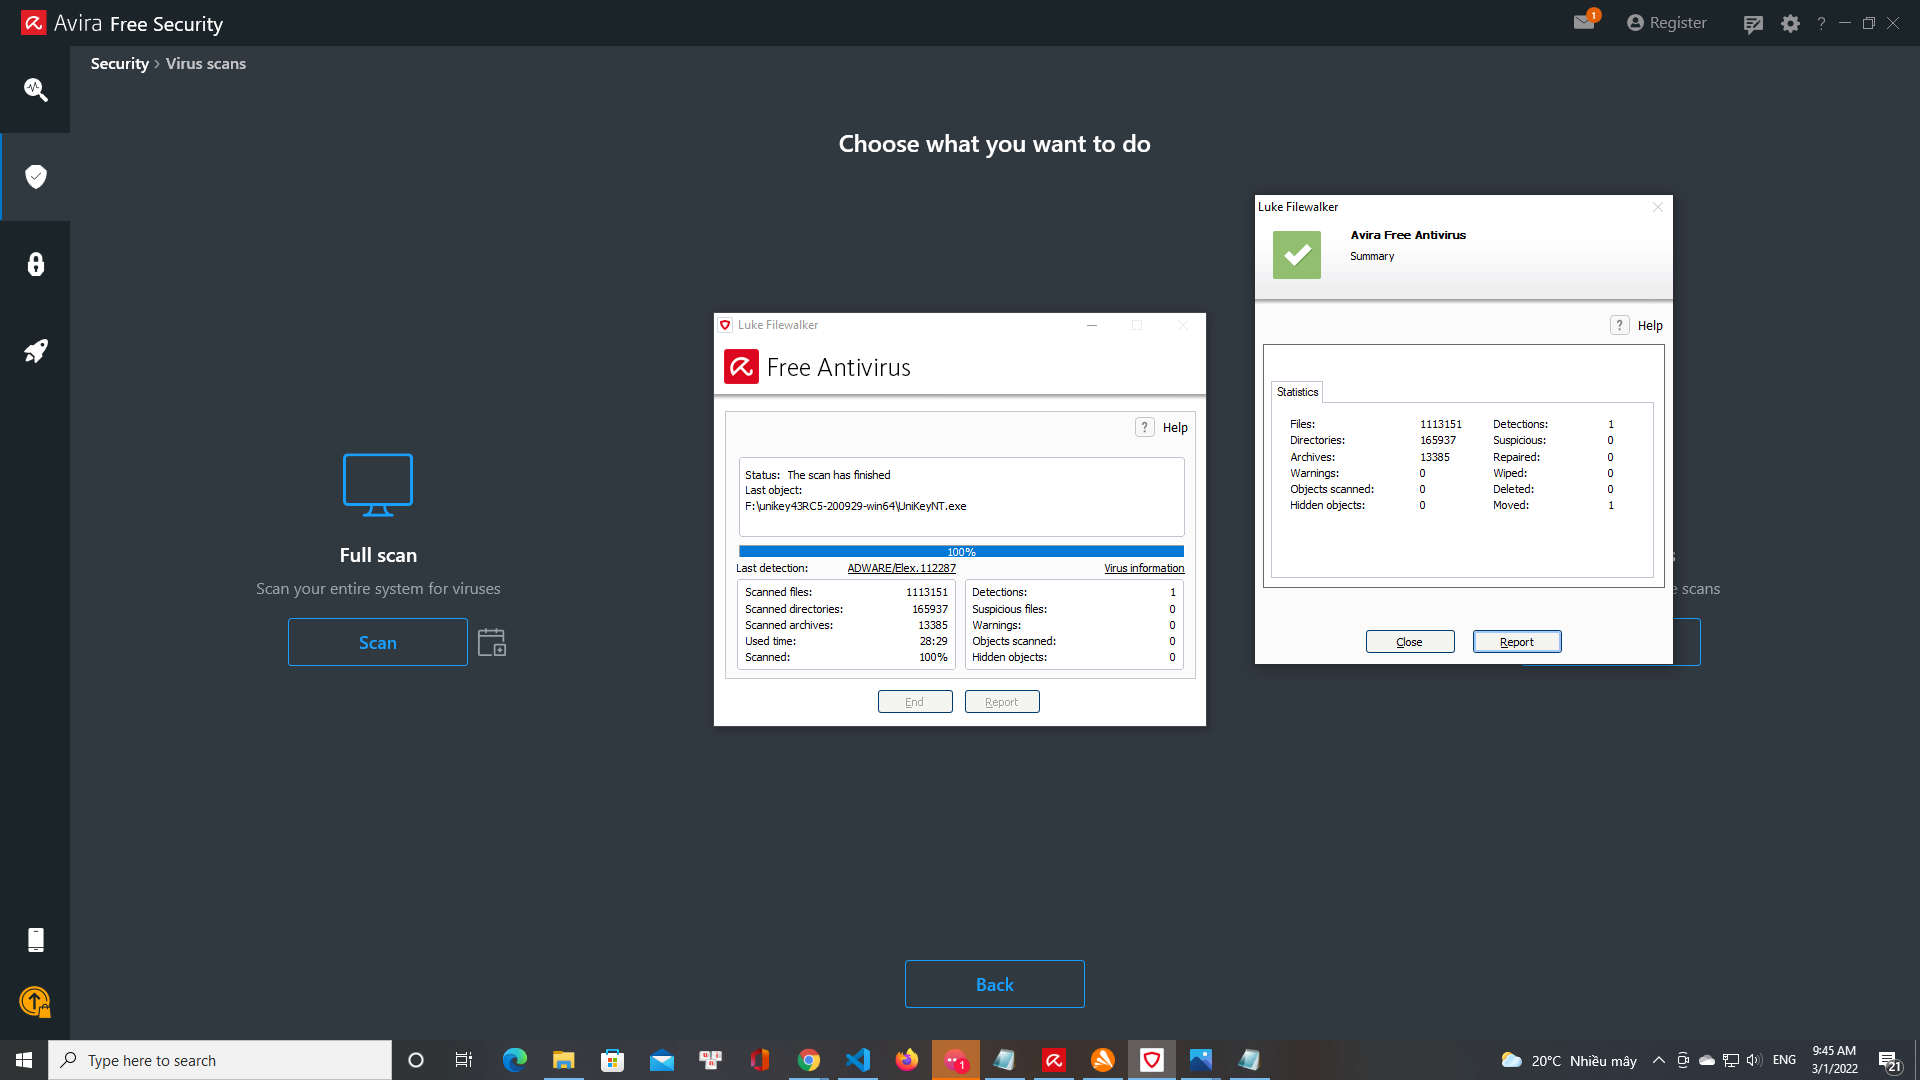 Avira Free Security
1
Register
?
Security > Virus scans
Choose what you want to do
Full scan
Scan your entire system for viruses
Scan
Luke Filewalker
Free Antivirus
? Help
Status: The scan has finished
Last object:
F:\unikey43RC5-200929-win64\UniKeyNT.exe
100%
Last detection: ADWARE/Elex.112287 Virus information
Scanned files: 1113151
Scanned directories: 165937
Scanned archives: 13385
Used time: 28:29
Scanned: 100%
Detections: 1
Suspicious files: 0
Warnings: 0
Objects scanned: 0
Hidden objects: 0
End Report
Luke Filewalker
Avira Free Antivirus
Summary
? Help
Statistics
Files: 1113151
Directories: 165937
Archives: 13385
Warnings: 0
Objects scanned: 0
Hidden objects: 0
Detections: 1
Suspicious: 0
Repaired: 0
Wiped: 0
Deleted: 0
Moved: 1
Close Report
scans
Back
Type here to search
1
20°C Nhiều mây
ENG
9:45 AM
3/1/2022
21